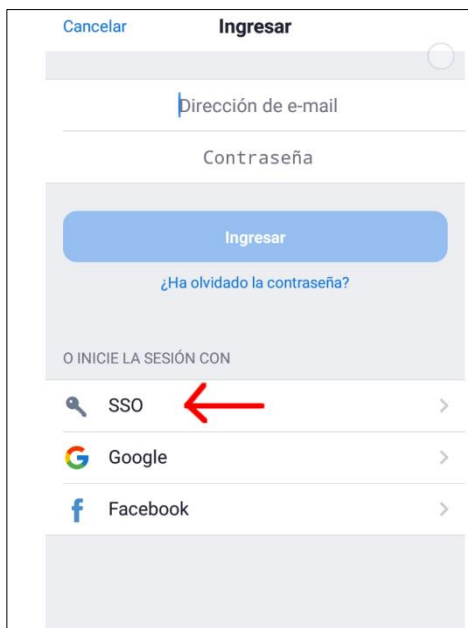 Cancelar Ingresar
Dirección de e-mail
Contraseña
Ingresar
¿Ha olvidado la contraseña?
O INICIE LA SESIÓN CON
SSO
Google
Facebook